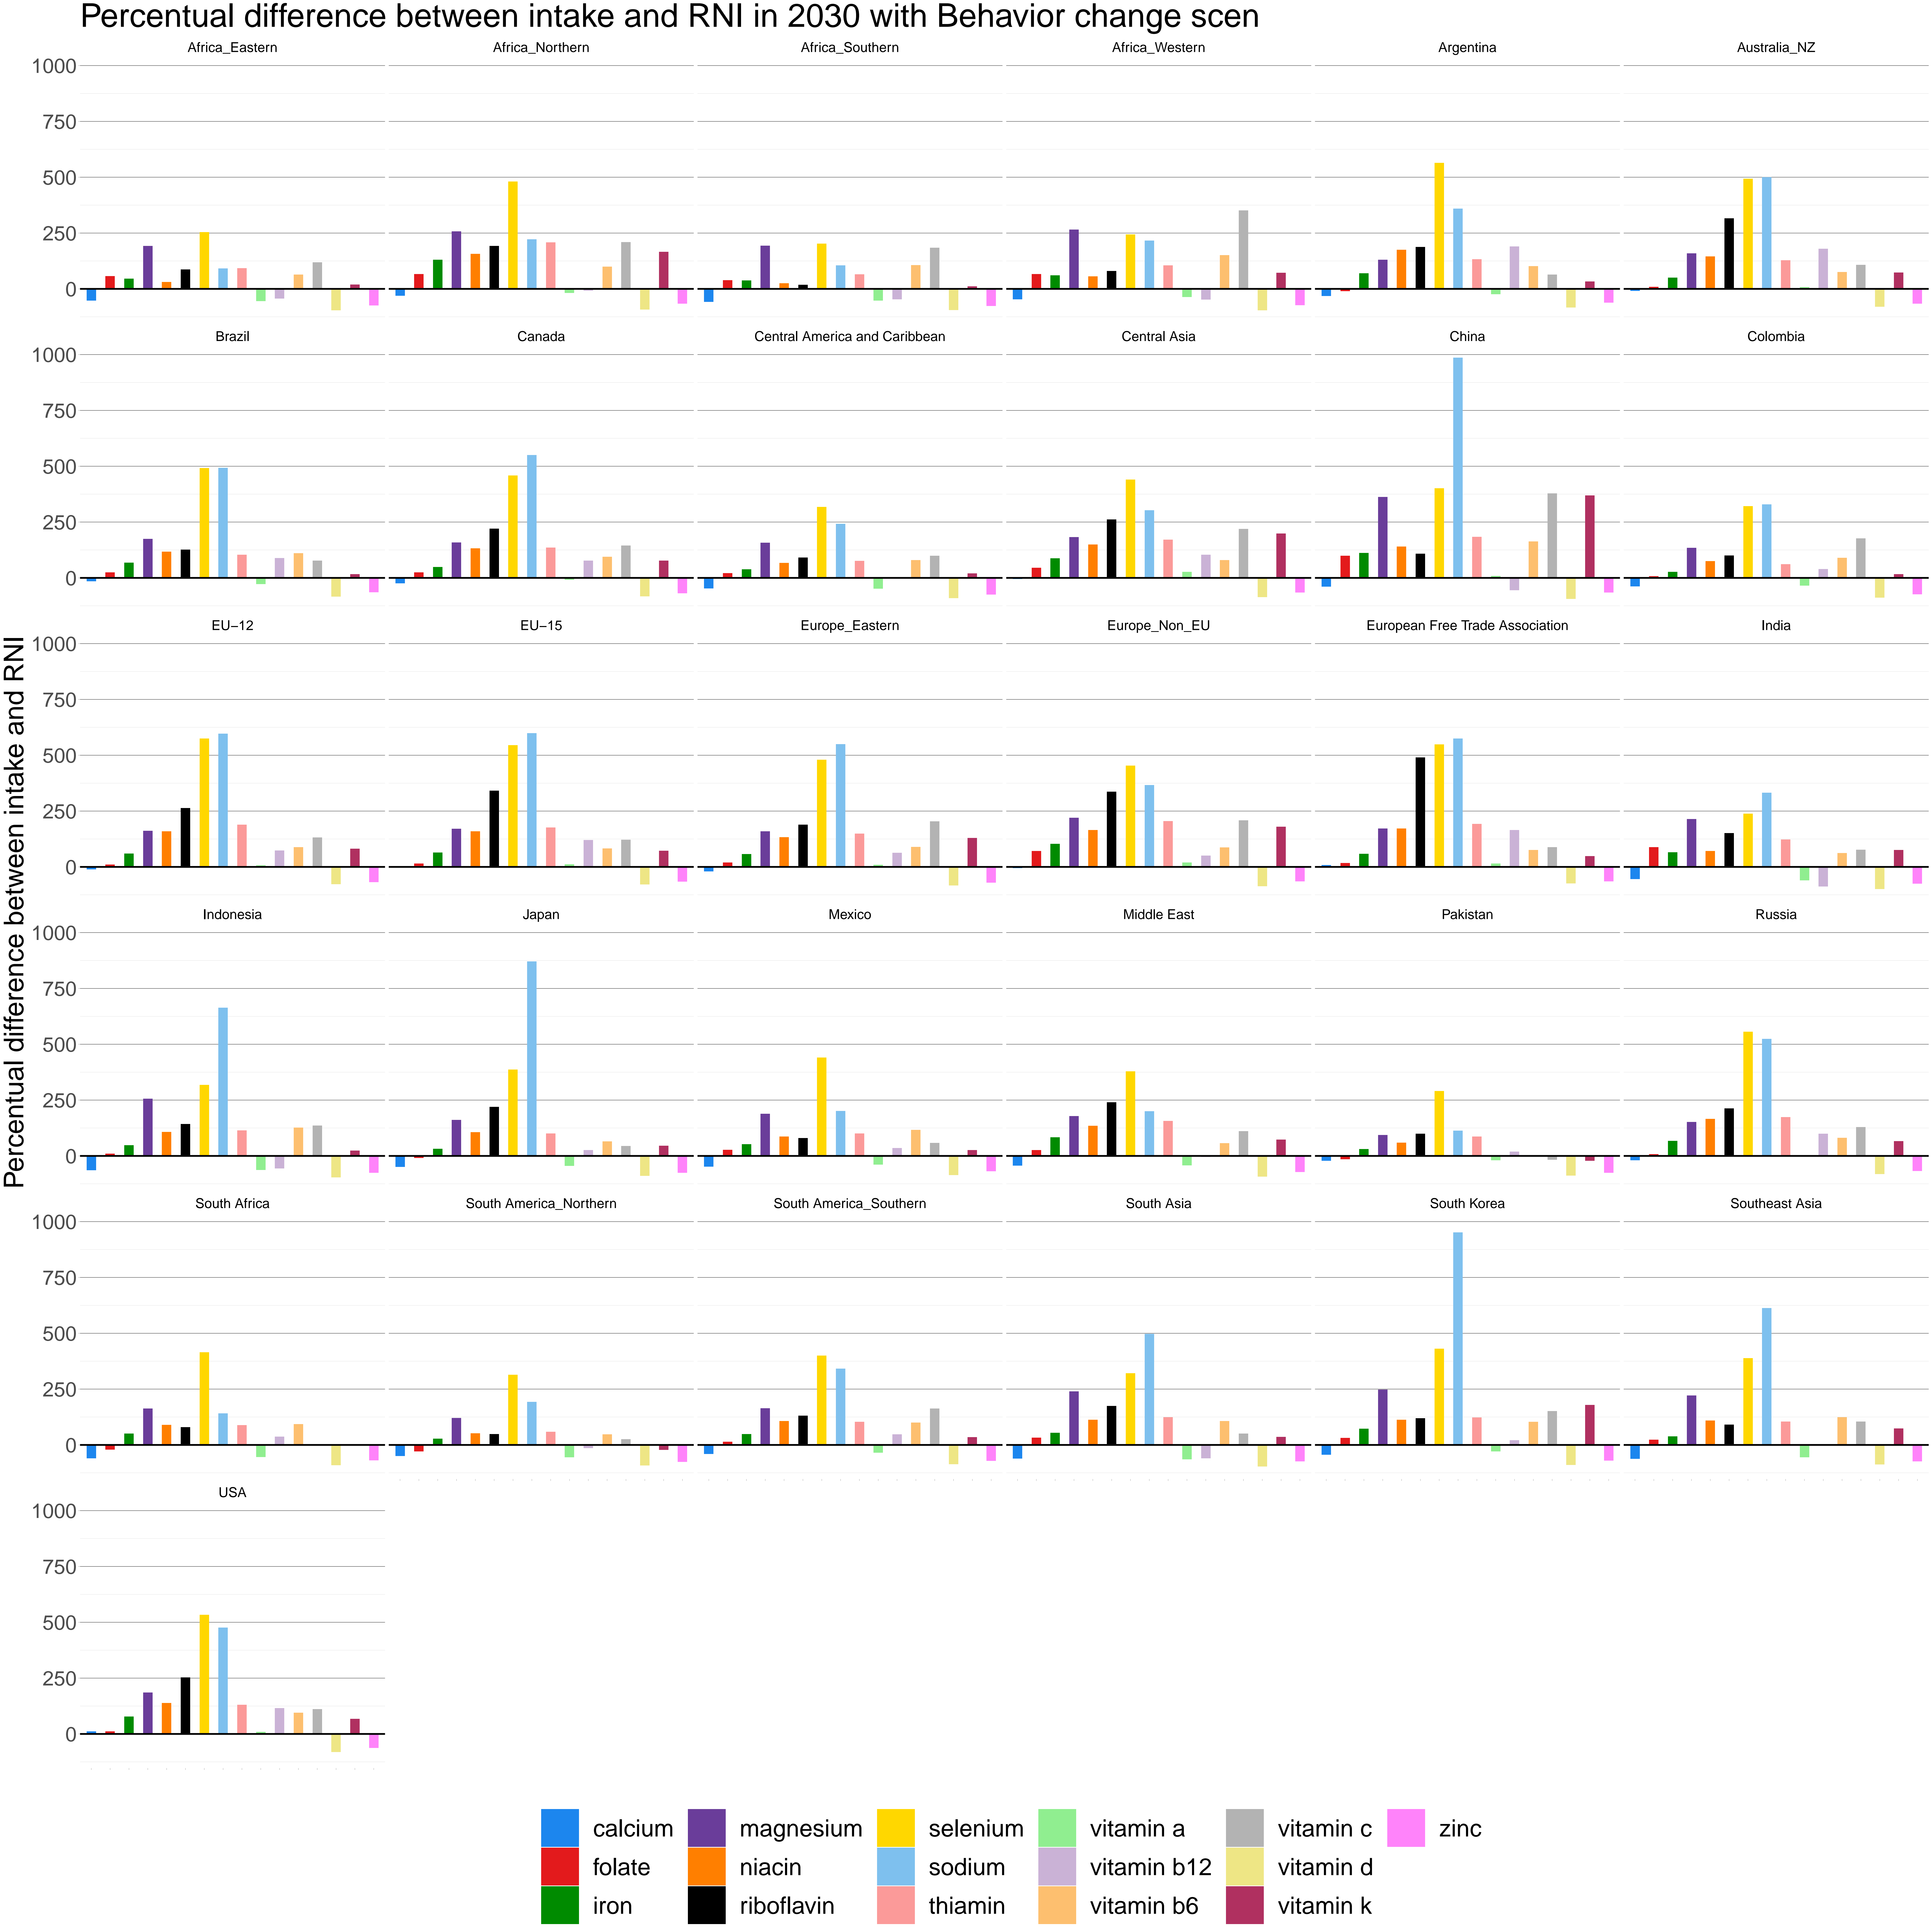 Percentual difference between intake and RNI in 2030 with Behavior change scen
Percentual difference between intake and RNI
Africa_Eastern Africa_Northern Africa_Southern Africa_Western Argentina Australia_NZ
1000
750
500
250
0
Brazil Canada Central America and Caribbean Central Asia China Colombia
1000
750
500
250
0
EU−12 EU−15 Europe_Eastern Europe_Non_EU European Free Trade Association India
1000
750
500
250
0
Indonesia Japan Mexico Middle East Pakistan Russia
1000
750
500
250
0
South Africa South America_Northern South America_Southern South Asia South Korea Southeast Asia
1000
750
500
250
0
USA
1000
750
500
250
0
calcium magnesium selenium vitamin a vitamin c zinc
folate niacin sodium vitamin b12 vitamin d
iron riboflavin thiamin vitamin b6 vitamin k